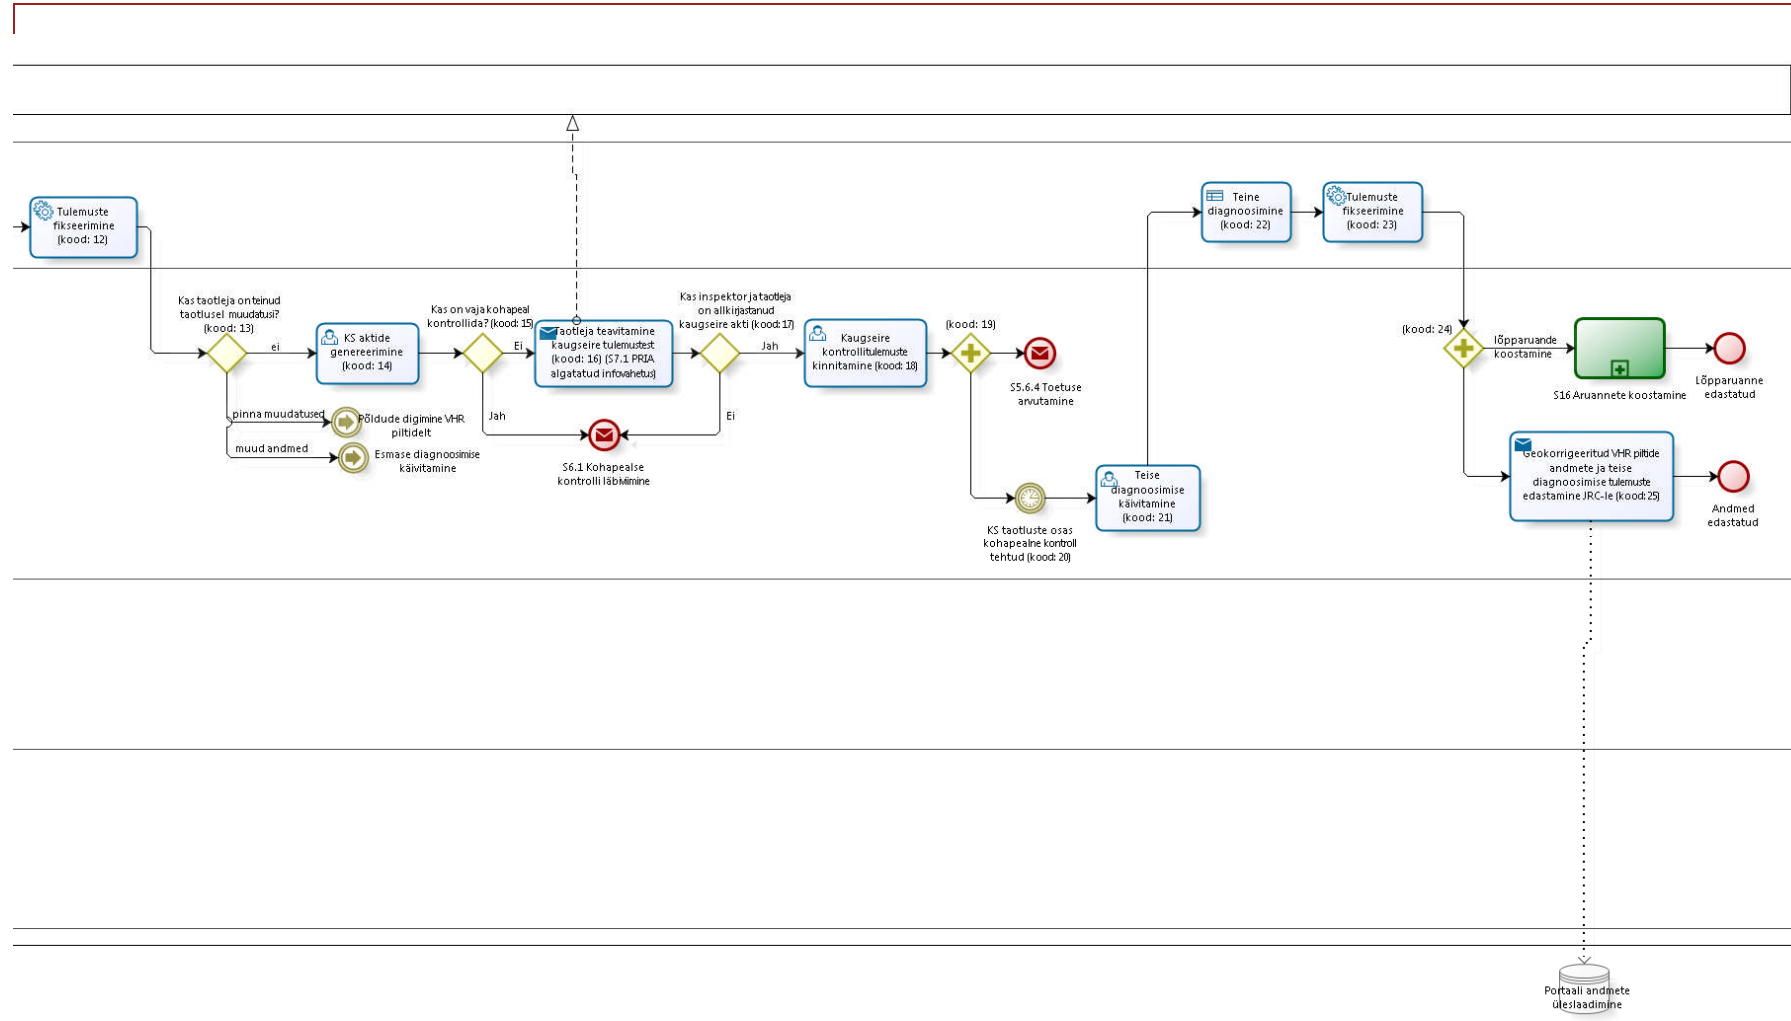 Tulemuste
fikseerimine
(kood: 12)
Kas taotleja on teinud
taotlusel muudatusi?
(kood: 13)
ei
pinna muudatused
Põldude digimine VHR
piltidelt
muud andmed
Esmase diagnoosimise
käivitamine
KS aktide
genereerimine
(kood: 14)
Kas on vaja kohapeal
kontrollida? (kood: 15)
Ei
Jah
Taotleja teavitamine
kaugseire tulemustest
(kood: 16) (S7.1 PRIA
algatatud infovahetus)
S6.1 Kohapealse
kontrolli läbiviimine
Kas inspektor ja taotleja
on allkirjastanud
kaugseire akti (kood: 17)
Jah
Ei
Kaugseire
kontrollitulemuste
kinnitamine (kood: 18)
(kood: 19)
S5.6.4 Toetuse
arvutamine
KS taotluste osas
kohapealne kontroll
tehtud (kood: 20)
Teise
diagnoosimise
käivitamine
(kood: 21)
Teine
diagnoosimine
(kood: 22)
Tulemuste
fikseerimine
(kood: 23)
(kood: 24)
lõpparuande
koostamine
S16 Aruannete koostamine
Lõpparuanne
edastatud
Geokorrigeeritud VHR piltide
andmete ja teise
diagnoosimise tulemuste
edastamine JRC-le (kood: 25)
Andmed
edastatud
Portaali andmete
üleslaadimine